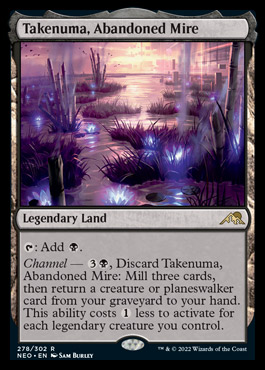 Takenuma, Abandoned Mire
Legendary Land
: Add .
Channel — 3, Discard Takenuma,
Abandoned Mire: Mill three cards,
then return a creature or planeswalker
card from your graveyard to your hand.
This ability costs 1 less to activate for
each legendary creature you control.
278/302 R
NEO • EN SAM BURLEY
™ & © 2022 Wizards of the Coast